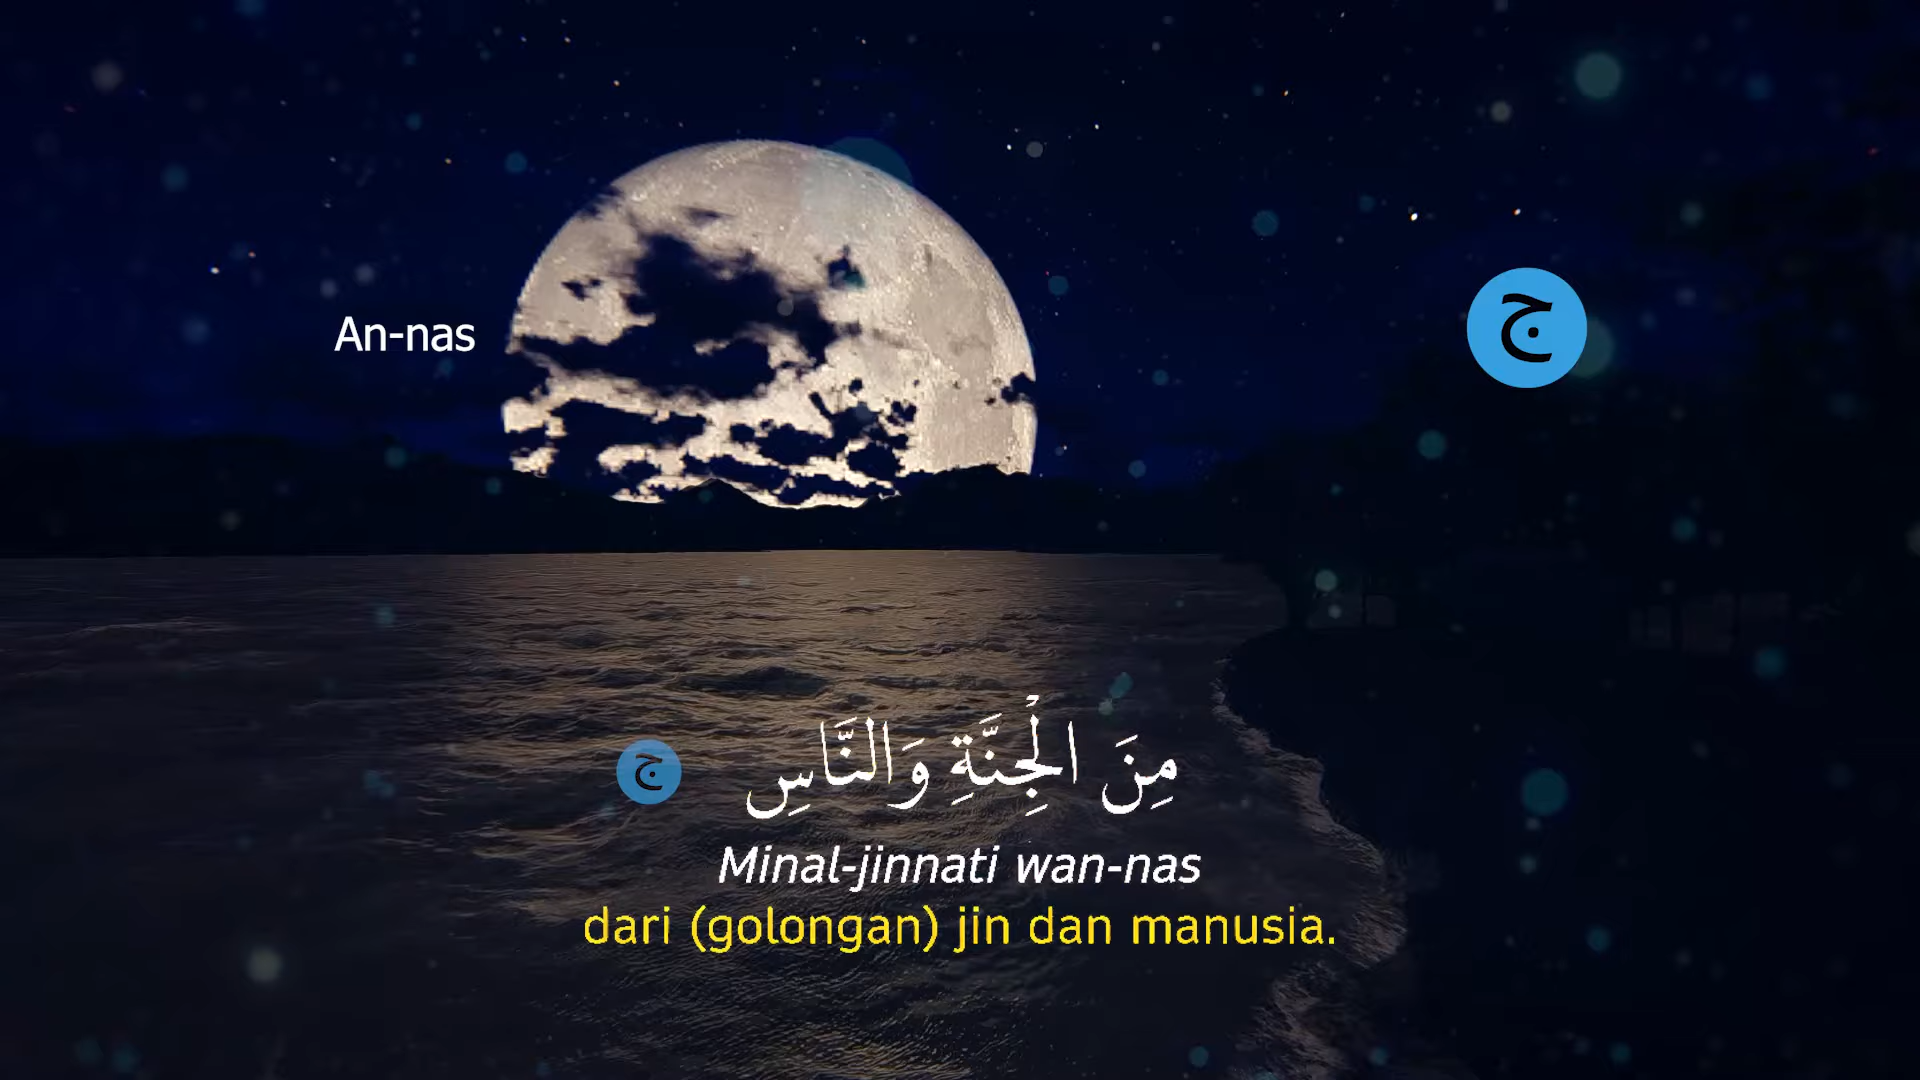 An-nas
ج
مِنَ الْجِنَّةِ وَالنَّاسِ ج
Minal-jinnati wan-nas
dari (golongan) jin dan manusia.